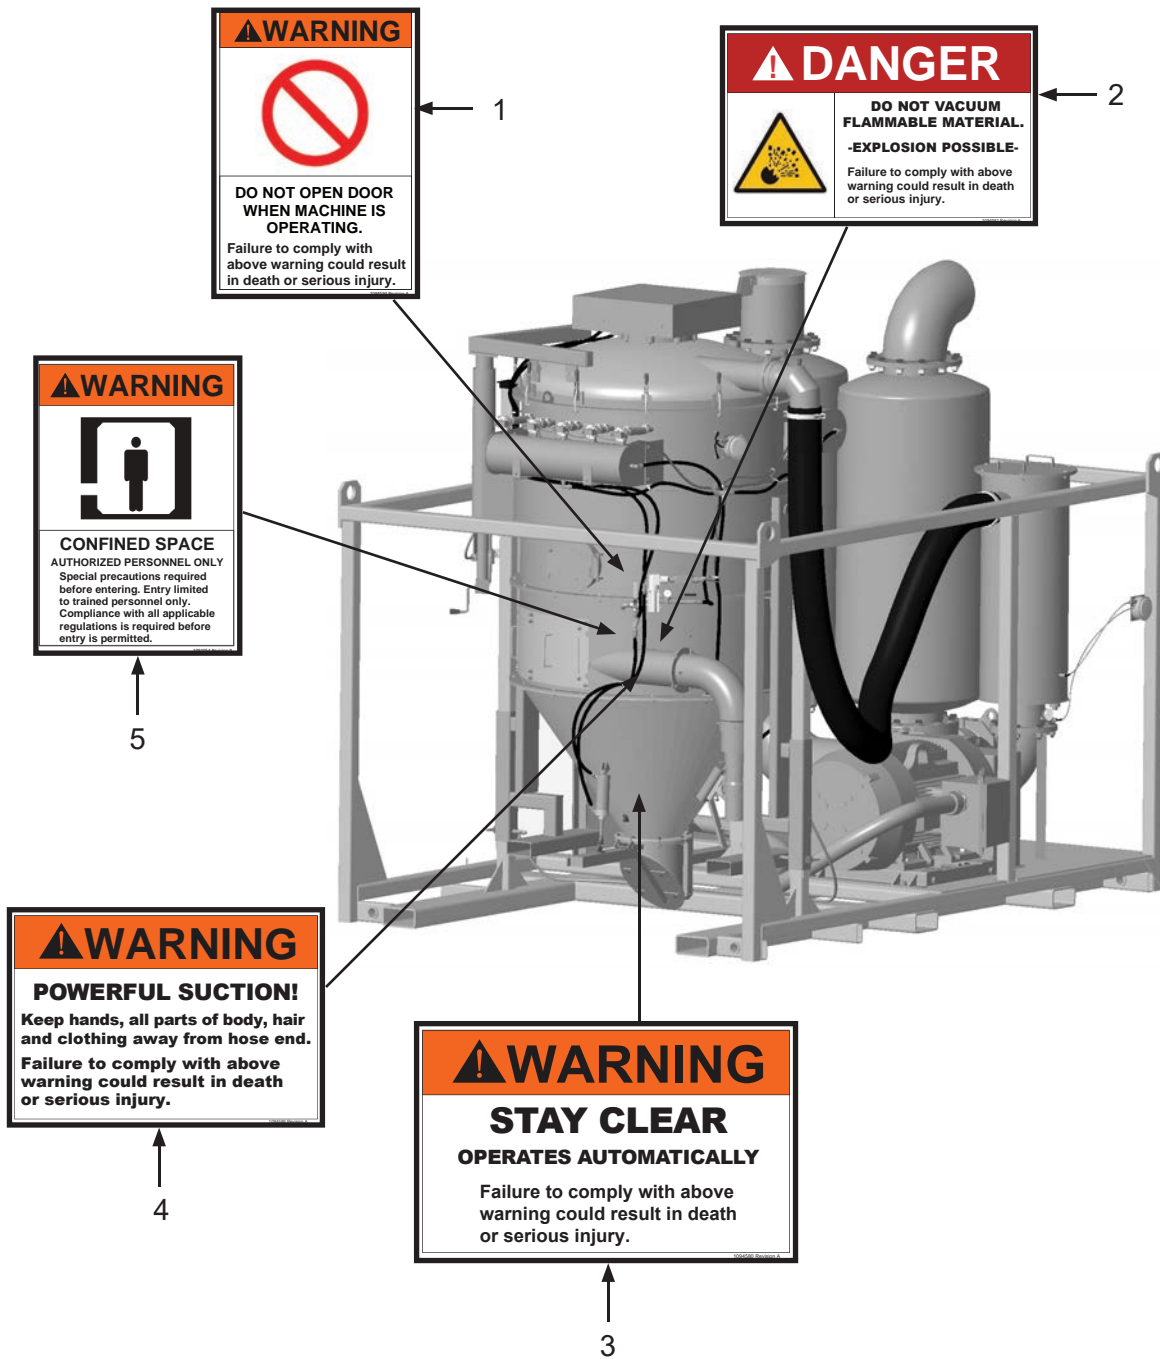 WARNING
DO NOT OPEN DOOR
WHEN MACHINE IS
OPERATING.
Failure to comply with
above warning could result
in death or serious injury.
1
DANGER
DO NOT VACUUM
FLAMMABLE MATERIAL.
-EXPLOSION POSSIBLE-
Failure to comply with above
warning could result in death
or serious injury.
2
WARNING
CONFINED SPACE
AUTHORIZED PERSONNEL ONLY
Special precautions required
before entering. Entry limited
to trained personnel only.
Compliance with all applicable
regulations is required before
entry is permitted.
5
WARNING
POWERFUL SUCTION!
Keep hands, all parts of body, hair
and clothing away from hose end.
Failure to comply with above
warning could result in death
or serious injury.
4
WARNING
STAY CLEAR
OPERATES AUTOMATICALLY
Failure to comply with above
warning could result in death
or serious injury.
1094580 Revision A
3